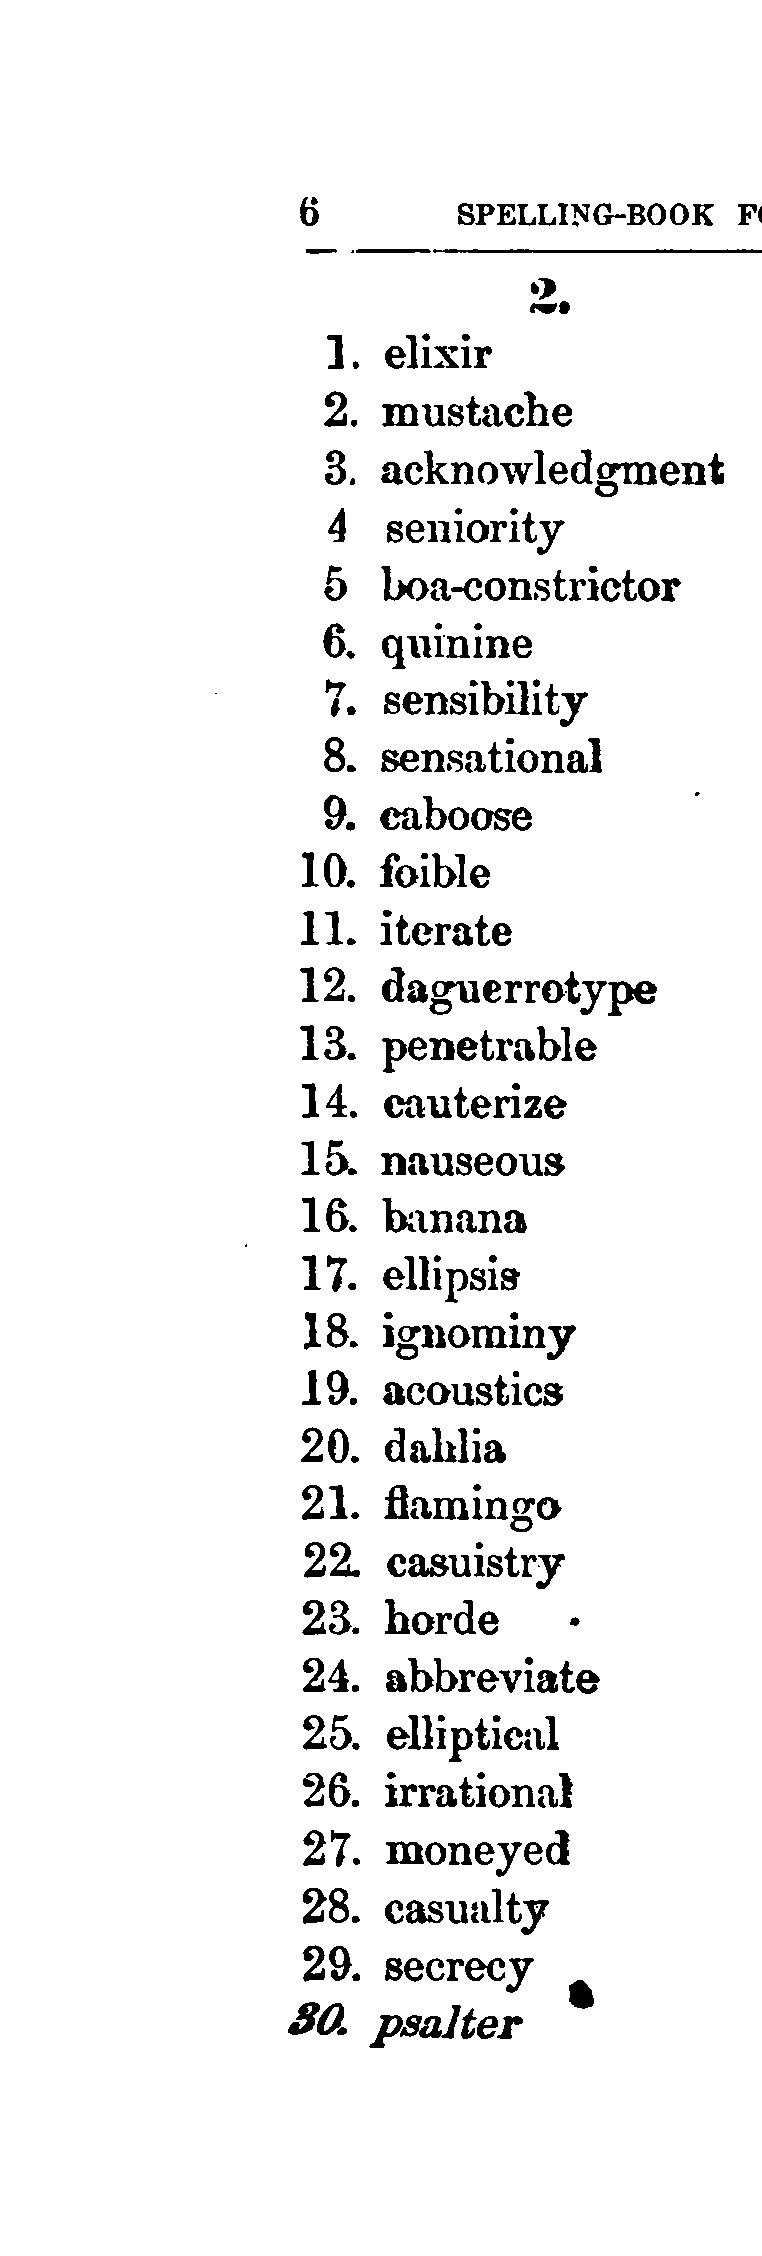 6 SPELLING-BOOK
2.
1. elixir
2. mustache
3. acknowledgment
4 seniority
5 boa-constrictor
6. quinine
7. sensibility
8. sensational
9. caboose
10. foible
11. iterate
12. daguerrotype
13. penetrable
14. cauterize
15. nauseous
16. banana
17. ellipsis
18. ignominy
19. acoustics
20. dahlia
21. flamingo
22. casuistry
23. horde
24. abbreviate
25. elliptical
26. irrational
27. moneyed
28. casualty
29. secrecy
30. psalter